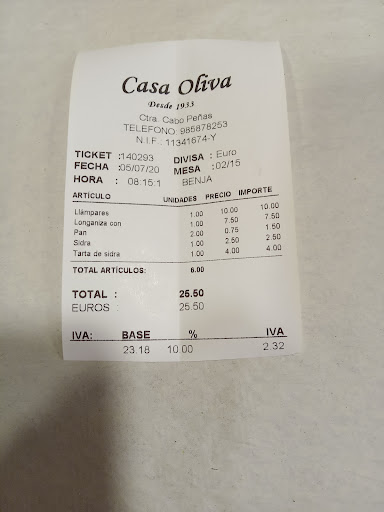 Casa Oliva
Desde 1933
Ctra. Cabo Peñas
TELEFONO: 985878253
N.I.F.: 11341674-Y
TICKET :140293 DIVISA : Euro
FECHA :05/07/20 MESA :02/15
HORA : 08:15:1 BENJA
ARTÍCULO UNIDADES PRECIO IMPORTE
Llámpares 1.00 10.00 10.00
Longaniza con 1.00 7.50 7.50
Pan 2.00 0.75 1.50
Sidra 1.00 2.50 2.50
Tarta de sidra 1.00 4.00 4.00
TOTAL ARTÍCULOS: 6.00
TOTAL : 25.50
EUROS : 25.50
IVA: BASE % IVA
23.18 10.00 2.32